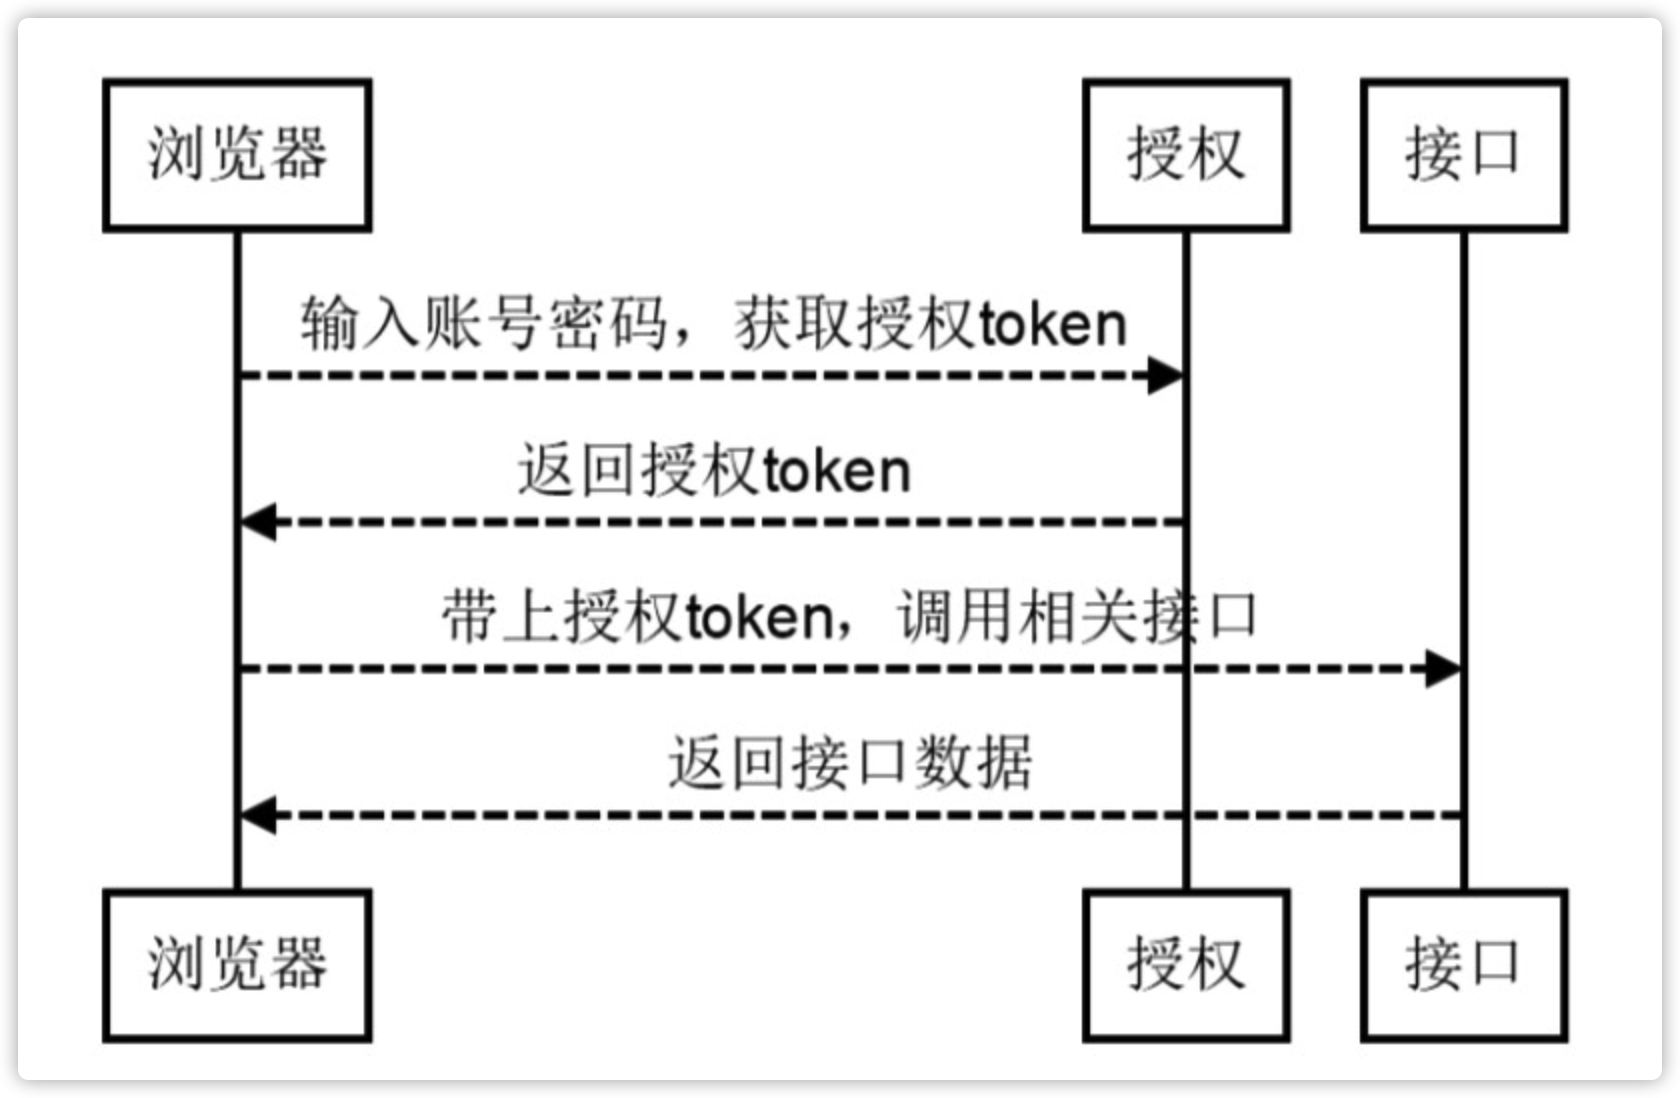 浏览器
授权
接口
输入账号密码，获取授权token
返回授权token
带上授权token，调用相关接口
返回接口数据
浏览器
授权
接口